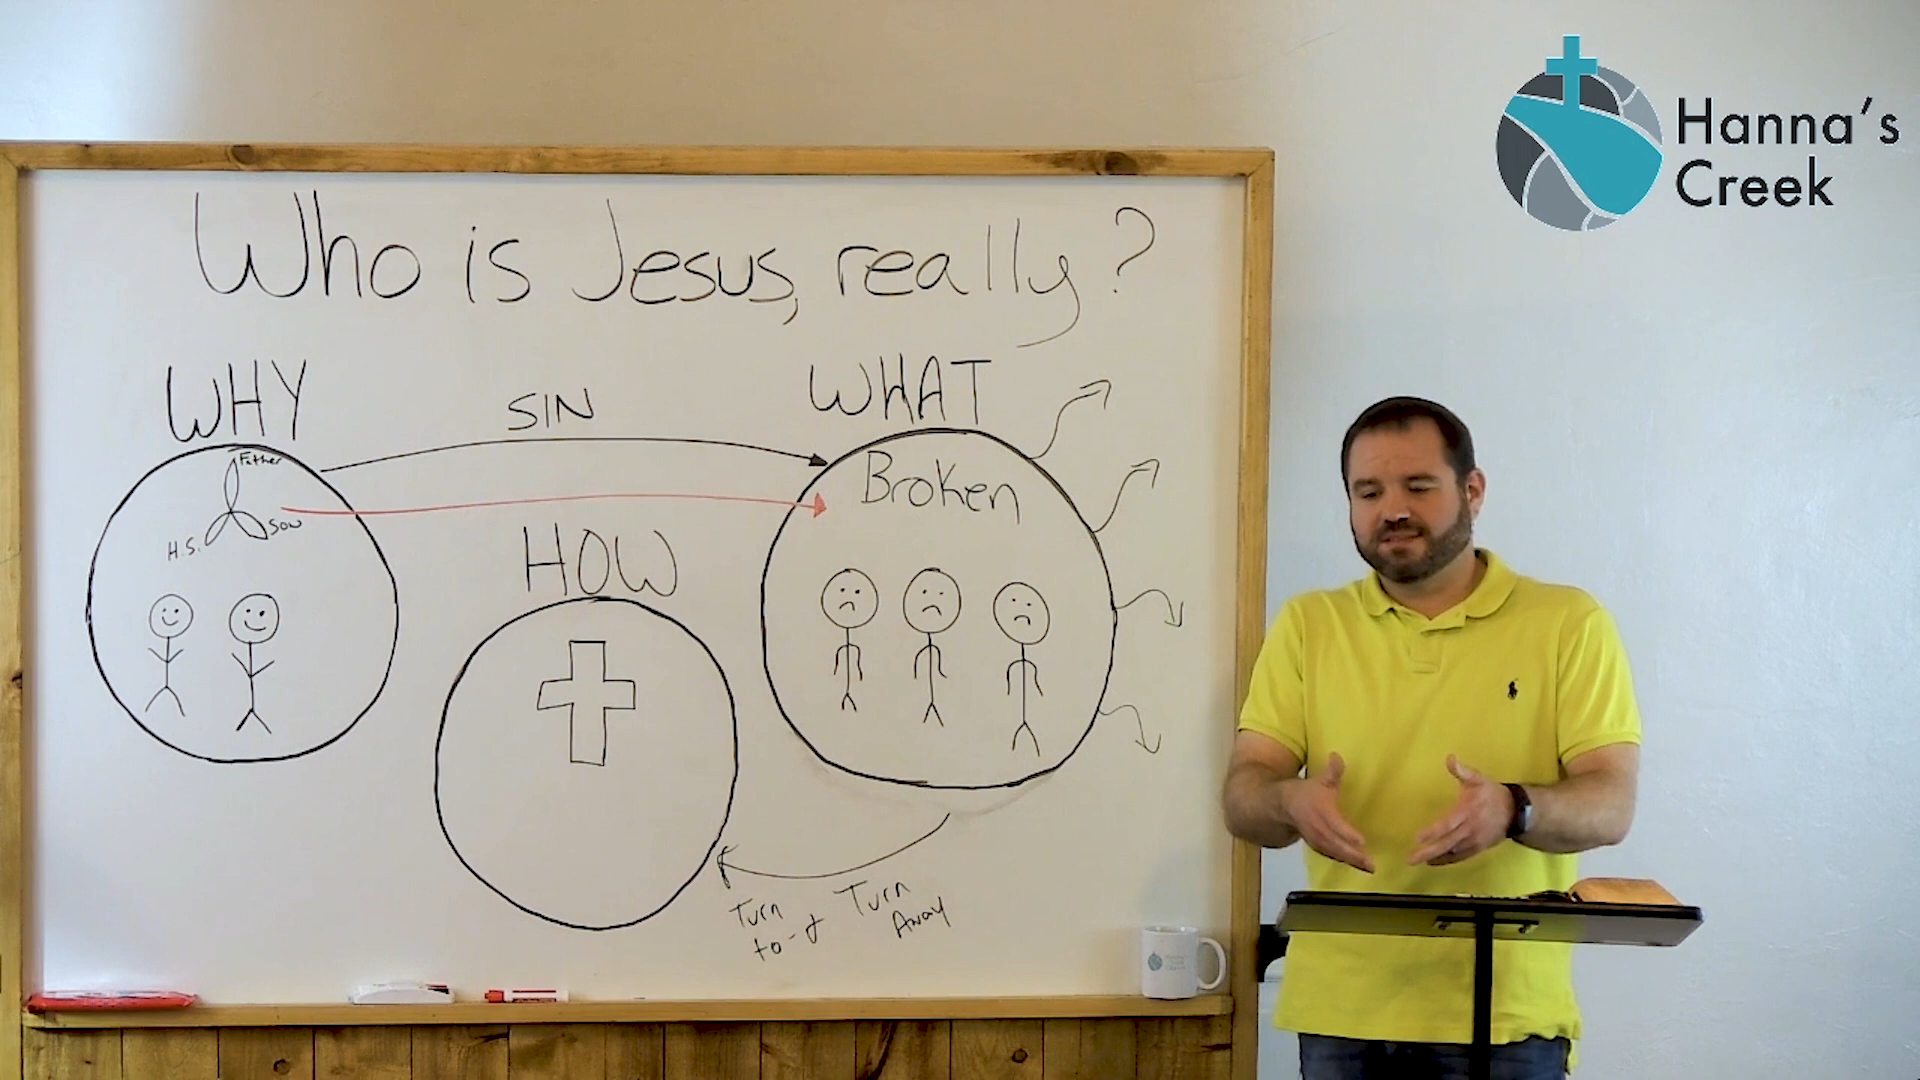 Hanna's
Creek
Who is Jesus, really?
WHY
SIN
WHAT
Father
Son
H.S.
Broken
HOW
Turn
to-&
Turn
Away